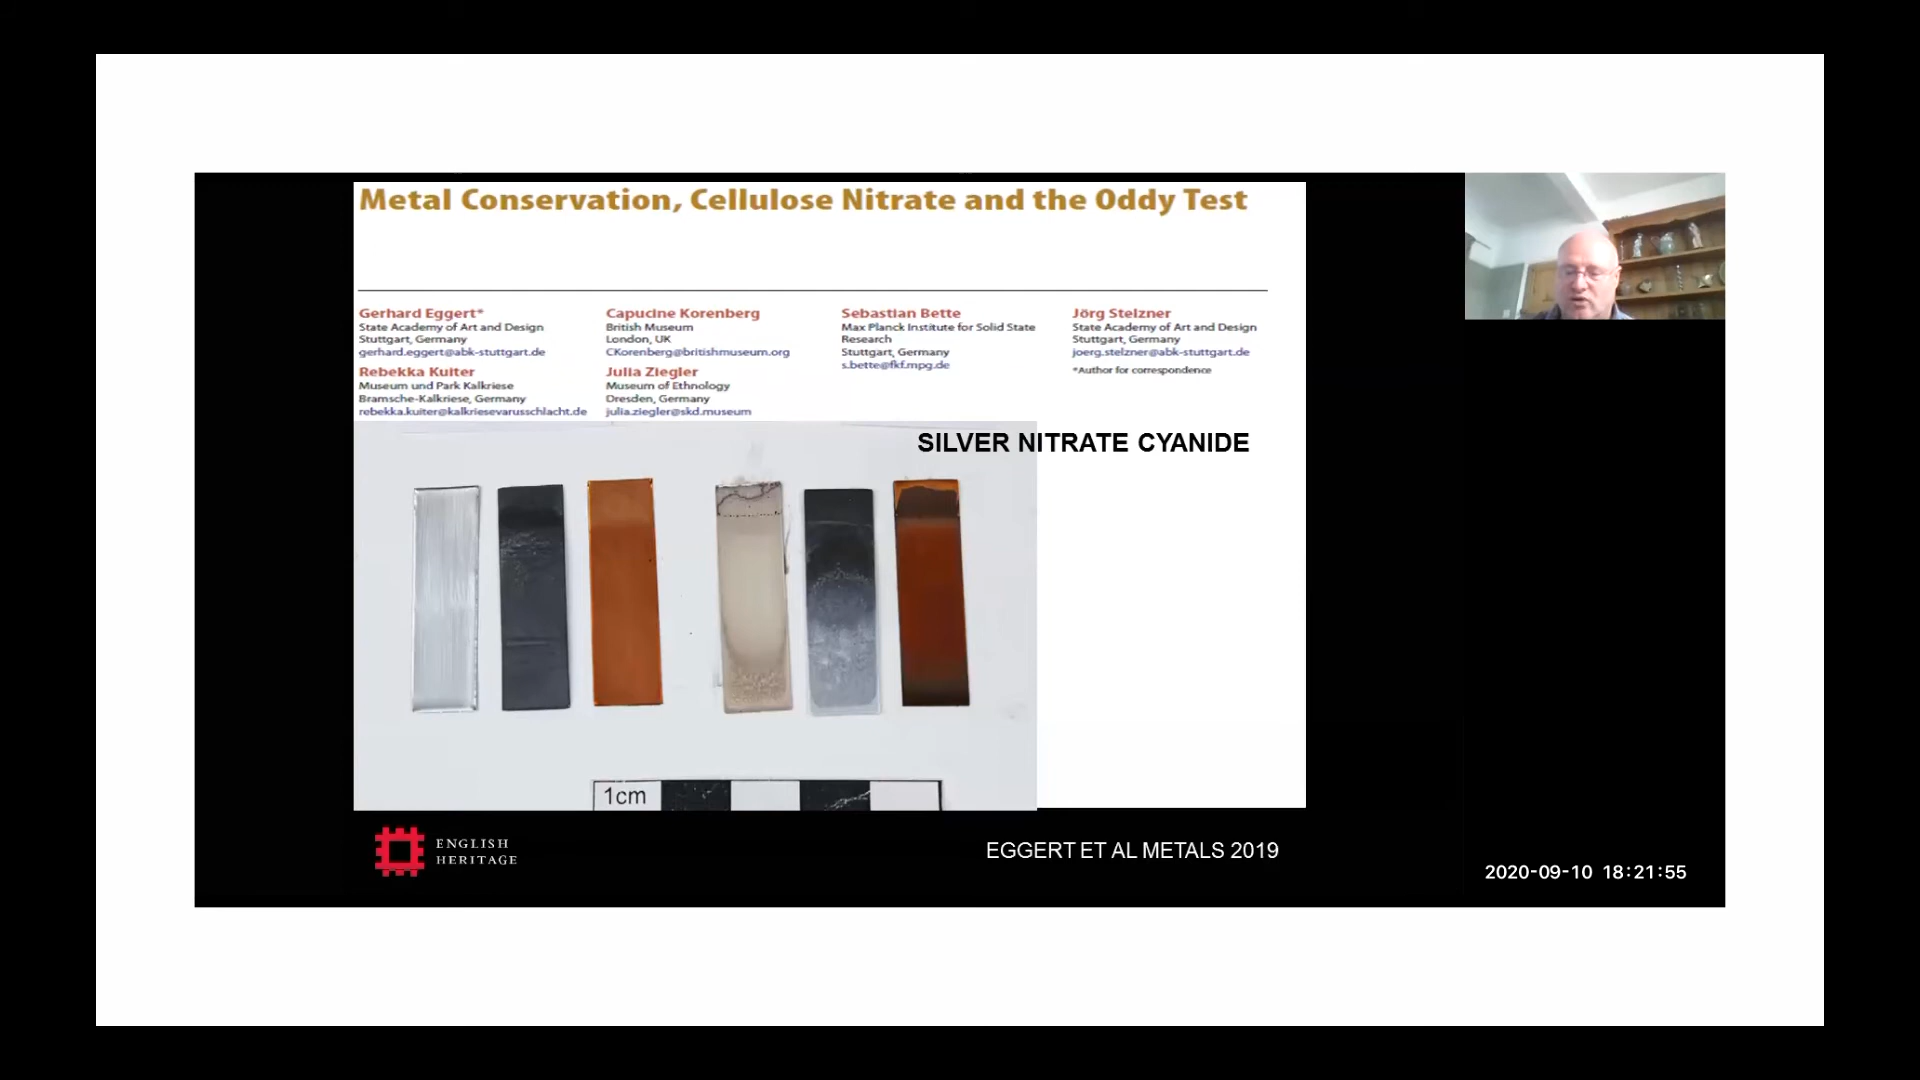 Metal Conservation, Cellulose Nitrate and the Oddy Test
Gerhard Eggert*
State Academy of Art and Design
Stuttgart, Germany
gerhard.eggert@abk-stuttgart.de
Rebekka Kuiter
Museum und Park Kalkriese
Bramsche-Kalkriese, Germany
rebekka.kuiter@kalkriesevarusschlacht.de
Capucine Korenberg
British Museum
London, UK
CKorenberg@britishmuseum.org
Julia Ziegler
Museum of Ethnology
Dresden, Germany
julia.ziegler@skd.museum
Sebastian Bette
Max Planck Institute for Solid State
Research
Stuttgart, Germany
s.bette@fkf.mpg.de
Jörg Stelzner
State Academy of Art and Design
Stuttgart, Germany
joerg.stelzner@abk-stuttgart.de
*Author for correspondence
SILVER NITRATE CYANIDE
1cm
ENGLISH
HERITAGE
EGGERT ET AL METALS 2019
2020-09-10 18:21:55